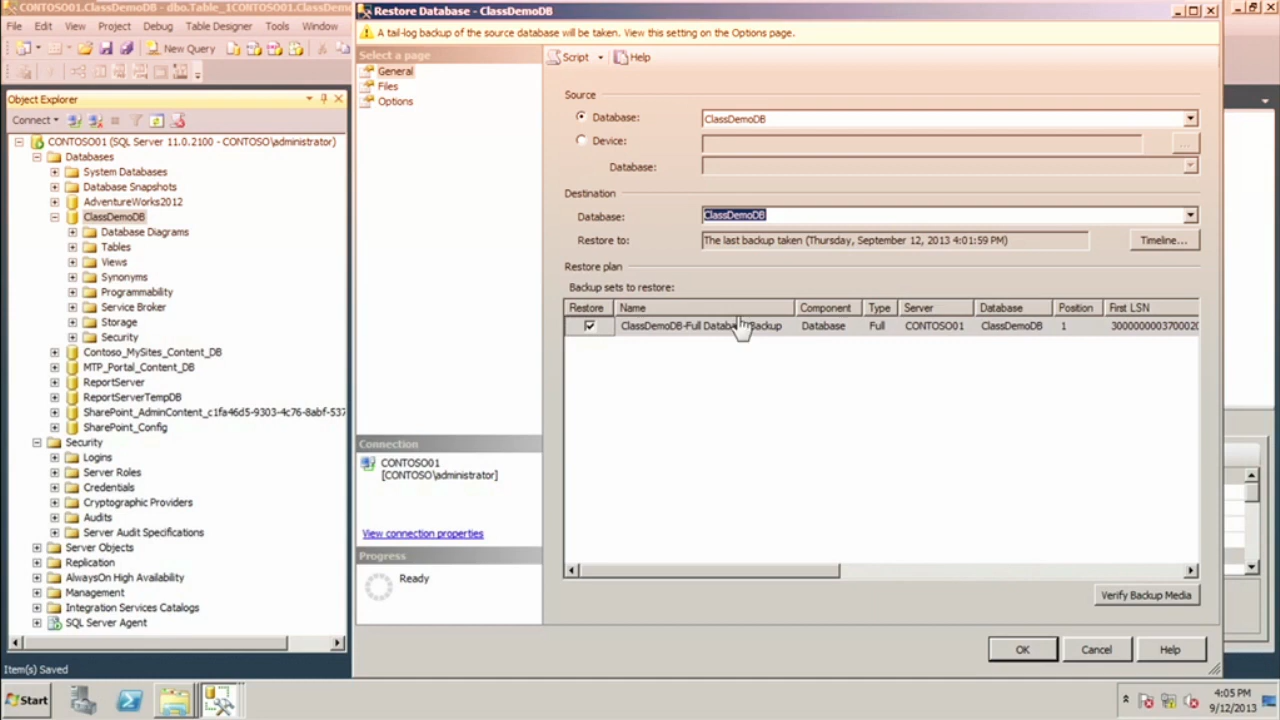 CONTOSO01.ClassDemoDB - dbo.Table_1CONTOSO01.ClassDemo
File Edit View Project Debug Table Designer Tools Window
New Query
Object Explorer
Connect
CONTOSO01 (SQL Server 11.0.2100 - CONTOSO\administrator)
Databases
System Databases
Database Snapshots
AdventureWorks2012
ClassDemoDB
Database Diagrams
Tables
Views
Synonyms
Programmability
Service Broker
Storage
Security
Contoso_MySites_Content_DB
MTP_Portal_Content_DB
ReportServer
ReportServerTempDB
SharePoint_AdminContent_c1fa46d5-9303-4c76-8abf-537
SharePoint_Config
Security
Logins
Server Roles
Credentials
Cryptographic Providers
Audits
Server Audit Specifications
Server Objects
Replication
AlwaysOn High Availability
Management
Integration Services Catalogs
SQL Server Agent
Item(s) Saved
Restore Database - ClassDemoDB
A tail-log backup of the source database will be taken. View this setting on the Options page.
Select a page
General
Files
Options
Connection
CONTOSO01
[CONTOSO\administrator]
View connection properties
Progress
Ready
Script Help
Source
Database: ClassDemoDB
Device: ...
Database:
Destination
Database: ClassDemoDB
Restore to: The last backup taken (Thursday, September 12, 2013 4:01:59 PM) Timeline...
Restore plan
Backup sets to restore:
Restore Name Component Type Server Database Position First LSN
ClassDemoDB-Full Database Backup Database Full CONTOSO01 ClassDemoDB 1 3000000003700020
Verify Backup Media
OK Cancel Help
Start
4:05 PM
9/12/2013